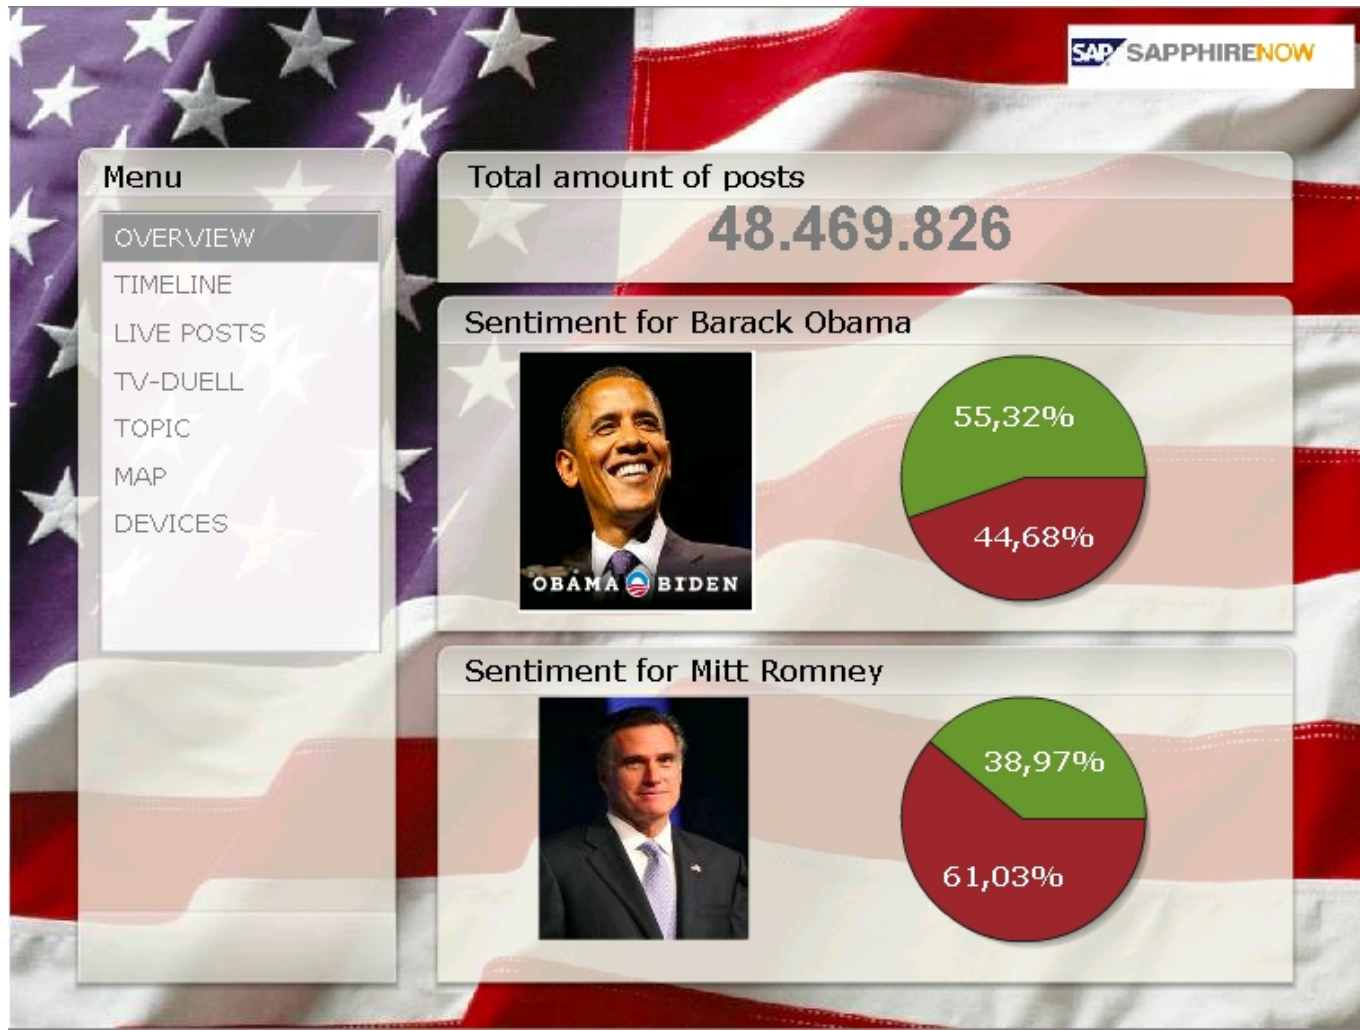 SAP SAPPHIRENOW
Menu
OVERVIEW
TIMELINE
LIVE POSTS
TV-DUELL
TOPIC
MAP
DEVICES
Total amount of posts
48.469.826
Sentiment for Barack Obama
OBAMA BIDEN
55,32%
44,68%
Sentiment for Mitt Romney
38,97%
61,03%